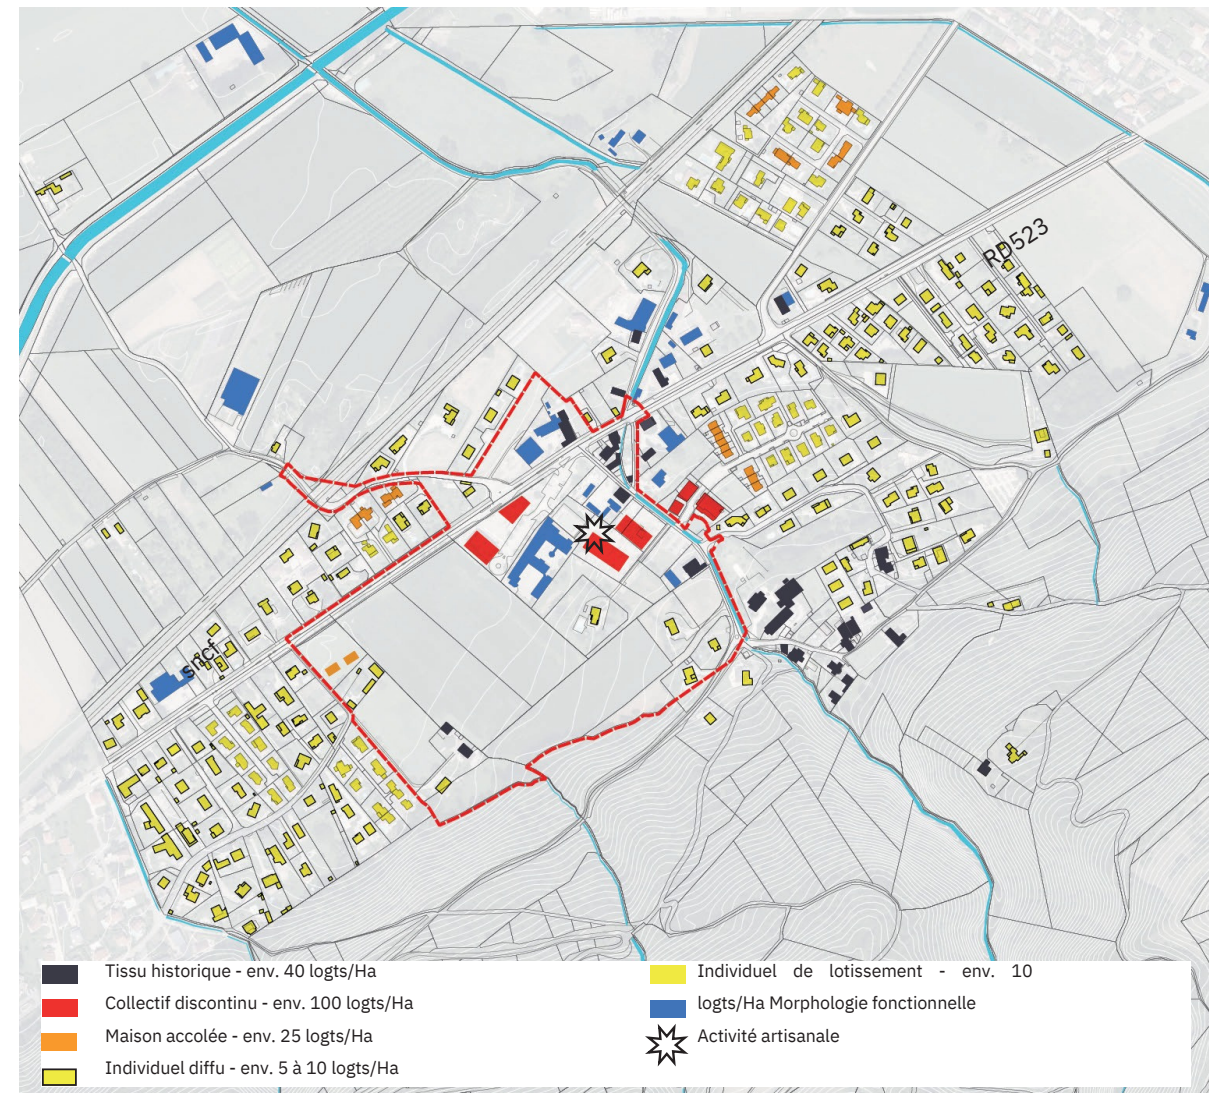 RD523
sncf
Tissu historique - env. 40 logts/Ha
Collectif discontinu - env. 100 logts/Ha
Maison accolée - env. 25 logts/Ha
Individuel diffu - env. 5 à 10 logts/Ha
Individuel de lotissement - env. 10
logts/Ha Morphologie fonctionnelle
Activité artisanale